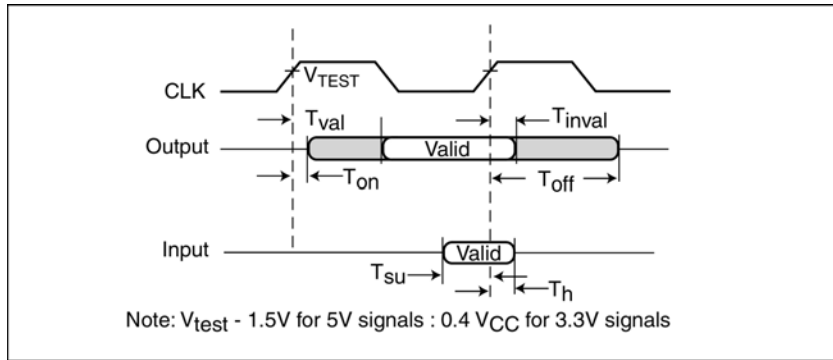 CLK
VTEST
Tval
Tinval
Output
Valid
Ton
Toff
Input
Valid
Tsu
Th
Note: Vtest - 1.5V for 5V signals : 0.4 VCC for 3.3V signals